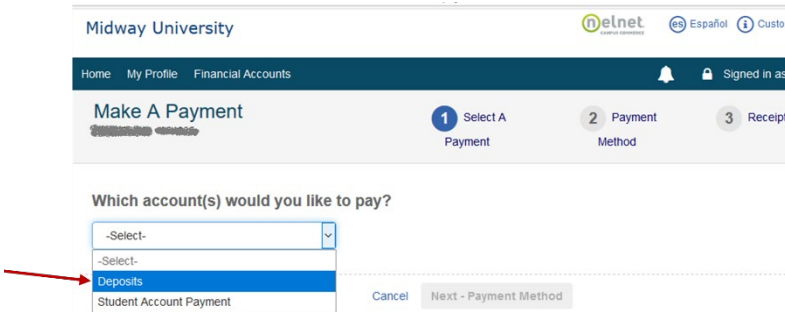 Midway University
nelnet
CAMPUS COMMERCE
es Español i Custo
Home My Profile Financial Accounts
Signed in as
Make A Payment
1 Select A Payment
2 Payment Method
3 Receipt
Which account(s) would you like to pay?
-Select-
-Select-
Deposits
Student Account Payment
Cancel Next - Payment Method